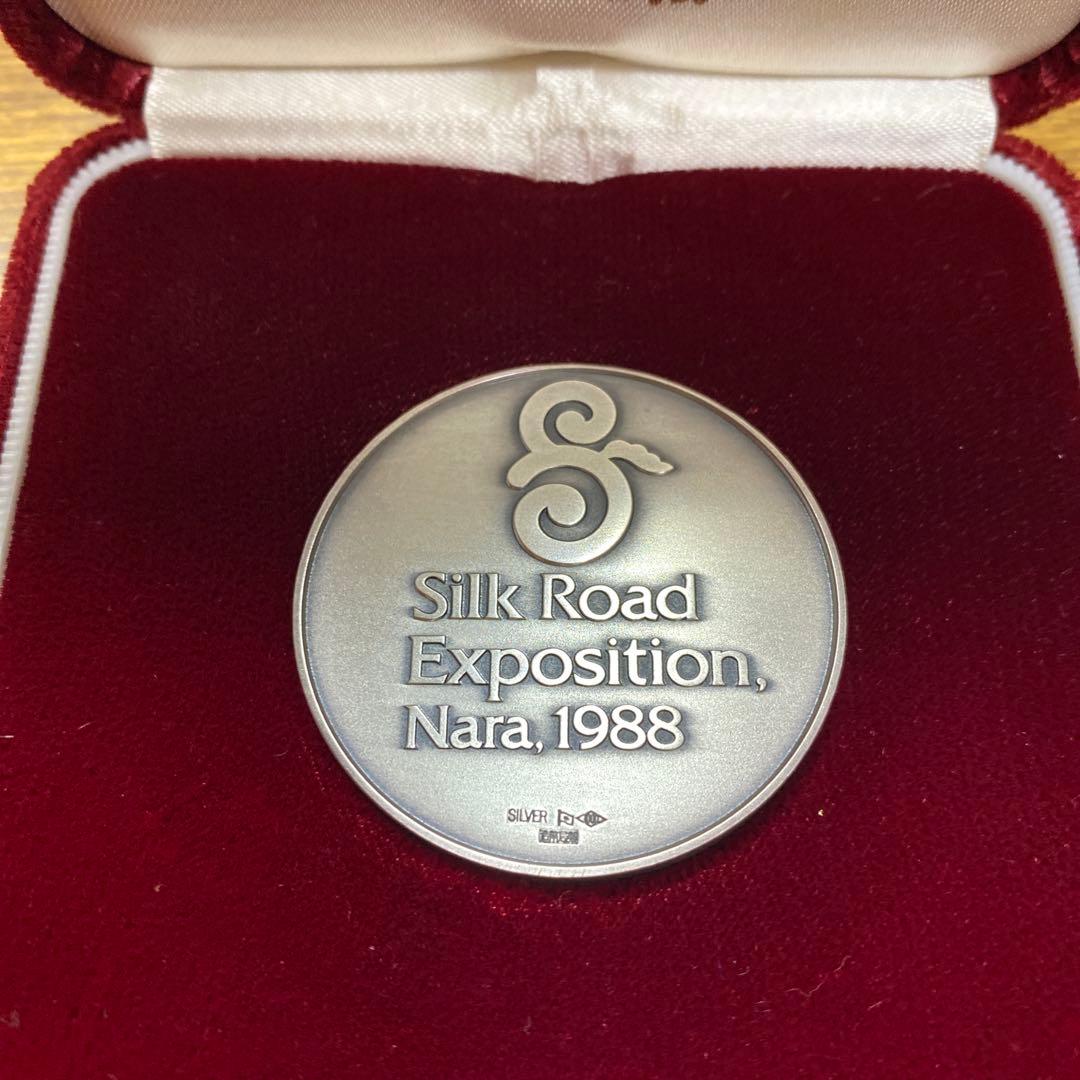 Silk Road
Exposition,
Nara, 1988
SILVER